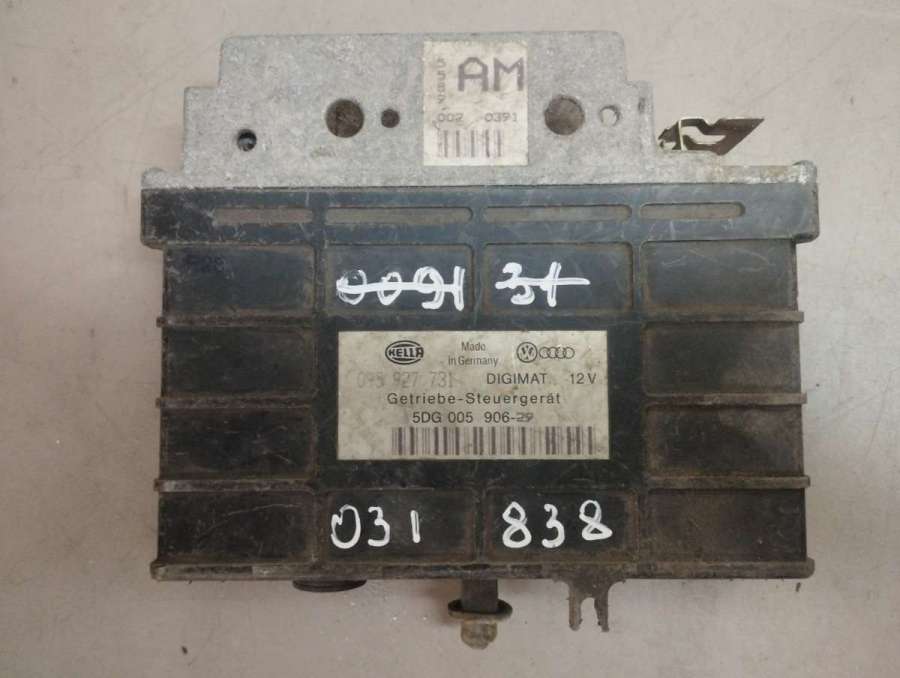 AM
002 0391
0091 31
HELLA
Made
in Germany
095 927 731
DIGIMAT 12 V
Getriebe-Steuergerät
5DG 005 906-29
031 838